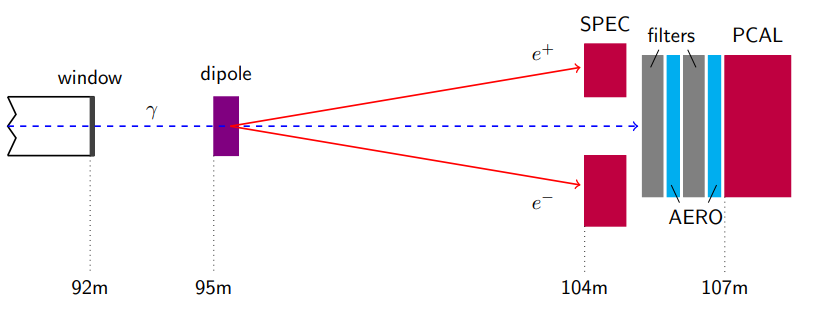 SPEC
filters
PCAL
e⁺
window
dipole
γ
e⁻
AERO
92m
95m
104m
107m